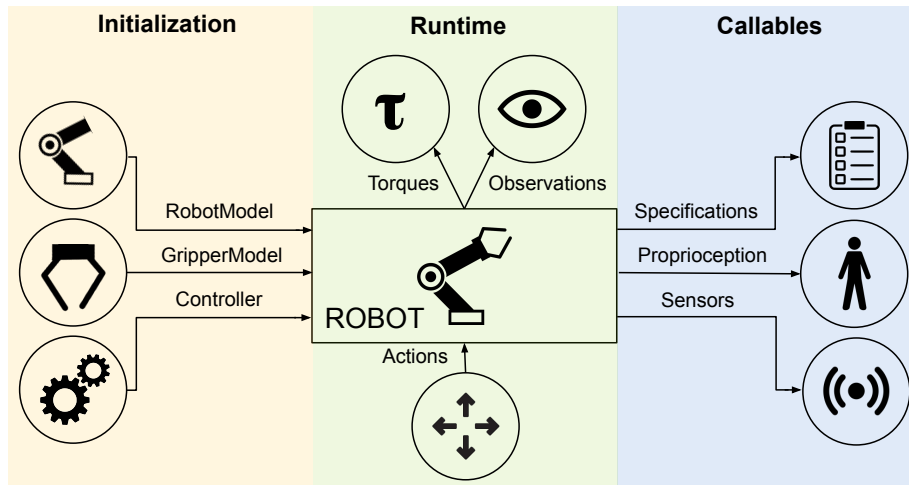 Initialization
Runtime
Callables
τ
Torques
Observations
RobotModel
GripperModel
Controller
ROBOT
Specifications
Proprioception
Sensors
Actions